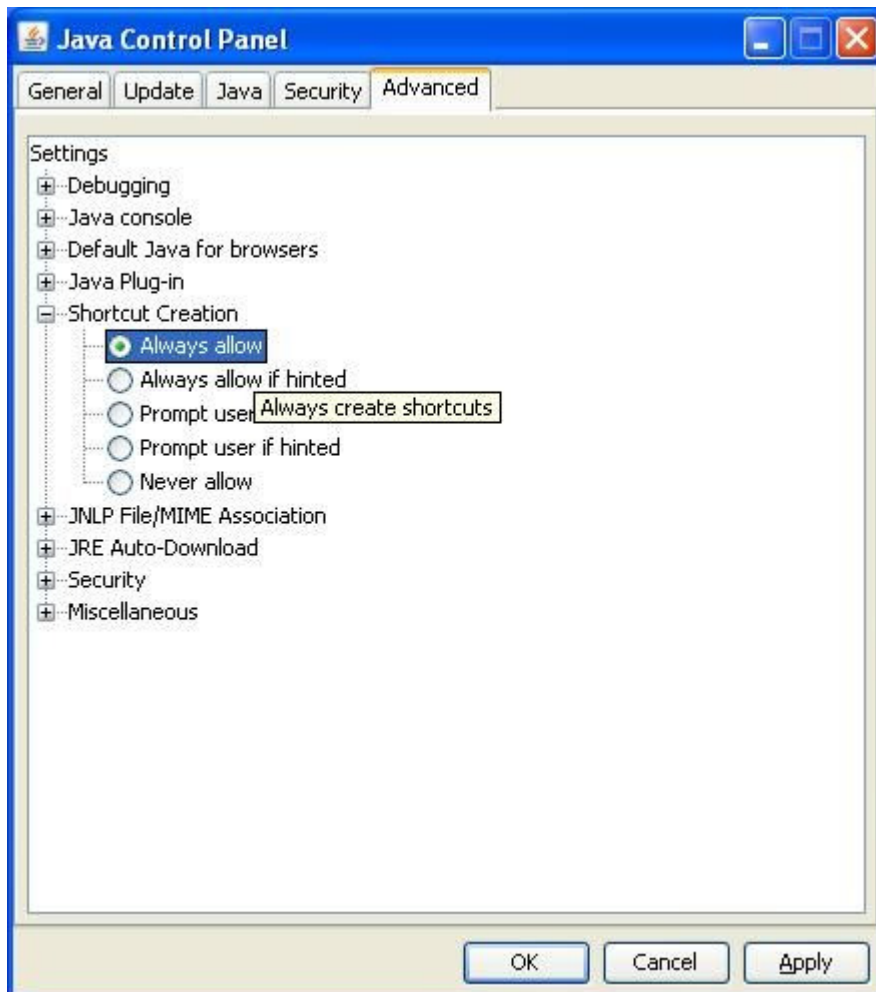 Java Control Panel
General Update Java Security Advanced
Settings
Debugging
Java console
Default Java for browsers
Java Plug-in
Shortcut Creation
Always allow
Always allow if hinted
Prompt user
Always create shortcuts
Prompt user if hinted
Never allow
JNLP File/MIME Association
JRE Auto-Download
Security
Miscellaneous
OK Cancel Apply